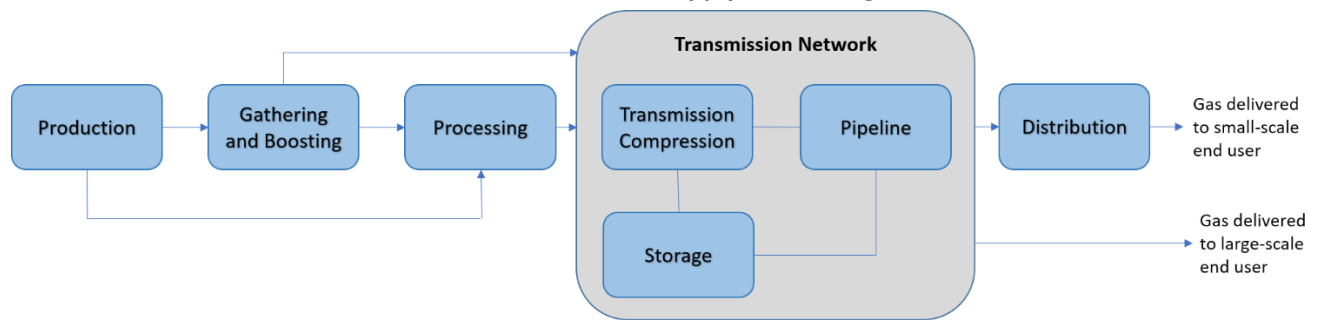 Transmission Network
Production
Gathering
and Boosting
Processing
Transmission
Compression
Pipeline
Storage
Distribution
Gas delivered
to small-scale
end user
Gas delivered
to large-scale
end user